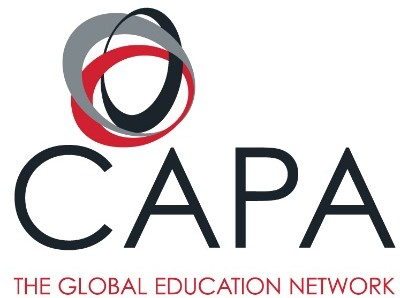 CAPA
THE GLOBAL EDUCATION NETWORK